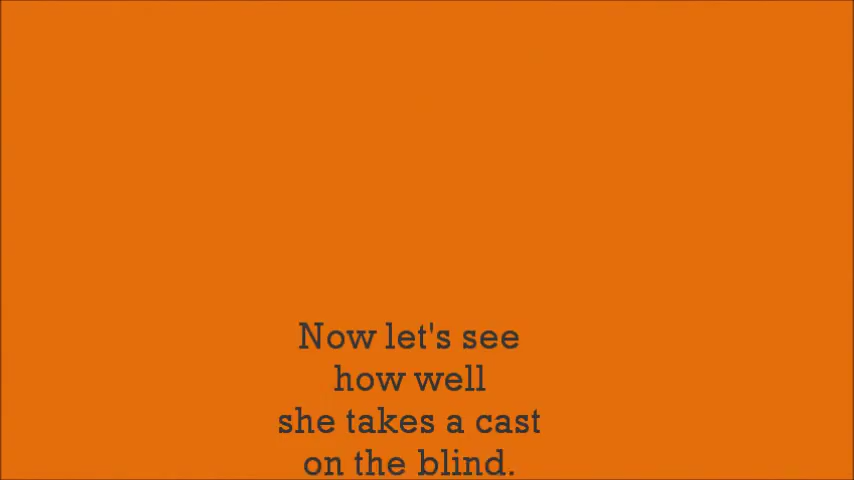 Now let's see
how well
she takes a cast
on the blind.